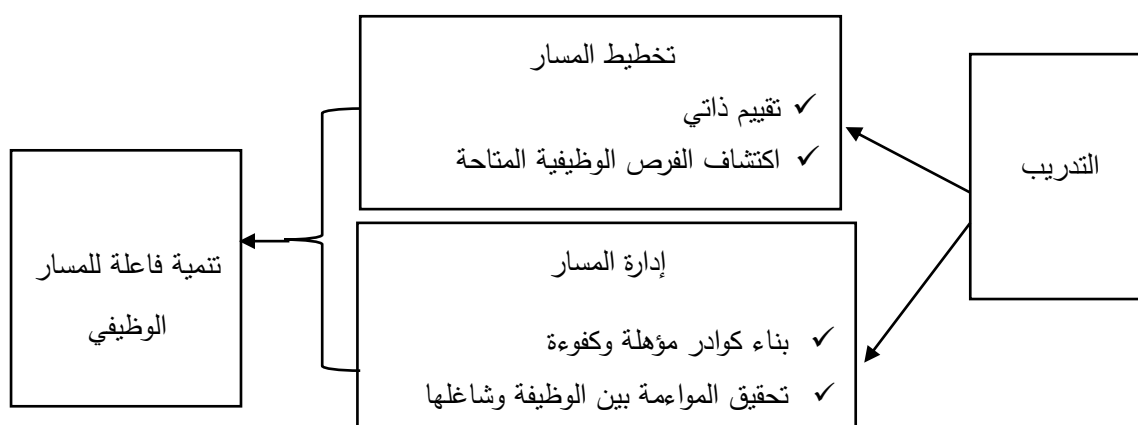 التدريب
تخطيط المسار
✓ تقييم ذاتي
✓ اكتشاف الفرص الوظيفية المتاحة
إدارة المسار
✓ بناء كوادر مؤهلة وكفوءة
✓ تحقيق المواءمة بين الوظيفة وشاغلها
تنمية فاعلة للمسار
الوظيفي